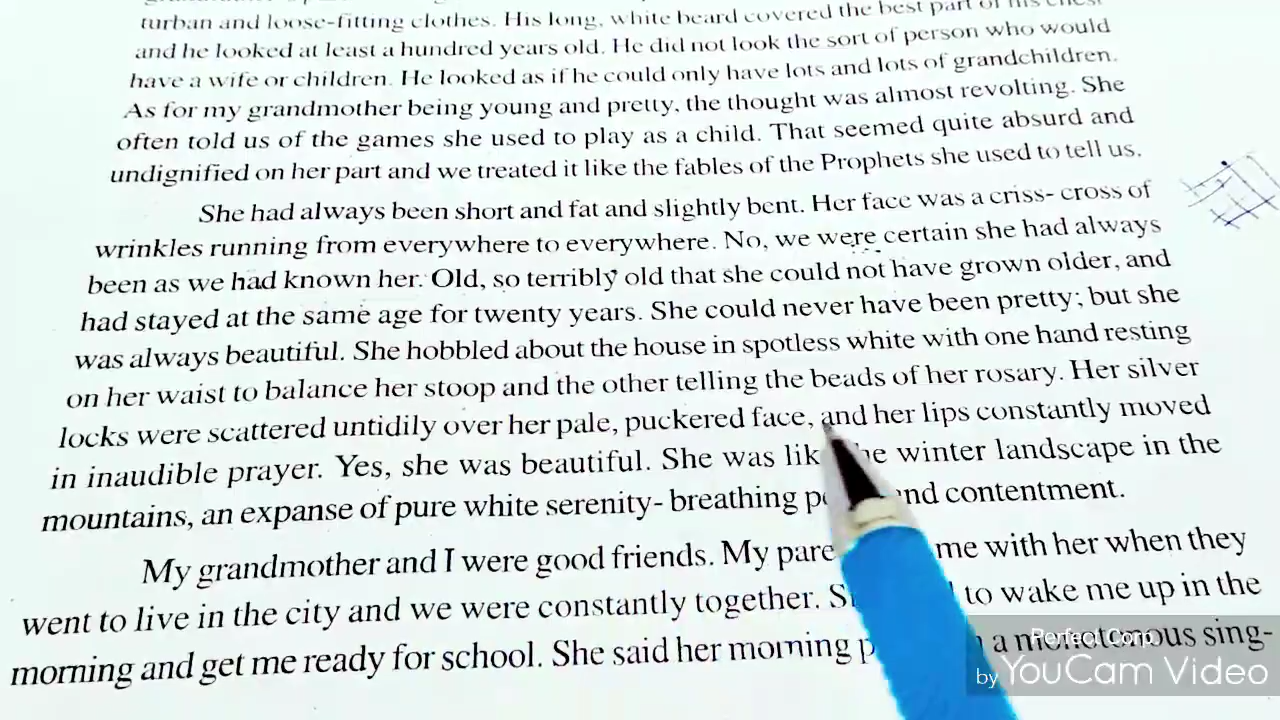 turban and loose-fitting clothes. His long, white beard covered the best part of his chest
and he looked at least a hundred years old. He did not look the sort of person who would
have a wife or children. He looked as if he could only have lots and lots of grandchildren.
As for my grandmother being young and pretty, the thought was almost revolting. She
often told us of the games she used to play as a child. That seemed quite absurd and
undignified on her part and we treated it like the fables of the Prophets she used to tell us.
She had always been short and fat and slightly bent. Her face was a criss- cross of
wrinkles running from everywhere to everywhere. No, we were certain she had always
been as we had known her. Old, so terribly old that she could not have grown older, and
had stayed at the same age for twenty years. She could never have been pretty; but she
was always beautiful. She hobbled about the house in spotless white with one hand resting
on her waist to balance her stoop and the other telling the beads of her rosary. Her silver
locks were scattered untidily over her pale, puckered face, and her lips constantly moved
in inaudible prayer. Yes, she was beautiful. She was lik he winter landscape in the
mountains, an expanse of pure white serenity- breathing p and contentment.
My grandmother and I were good friends. My pare me with her when they
went to live in the city and we were constantly together. S to wake me up in the
morning and get me ready for school. She said her morning p a monotonous sing-
Perfect Corp.
by YouCam Video